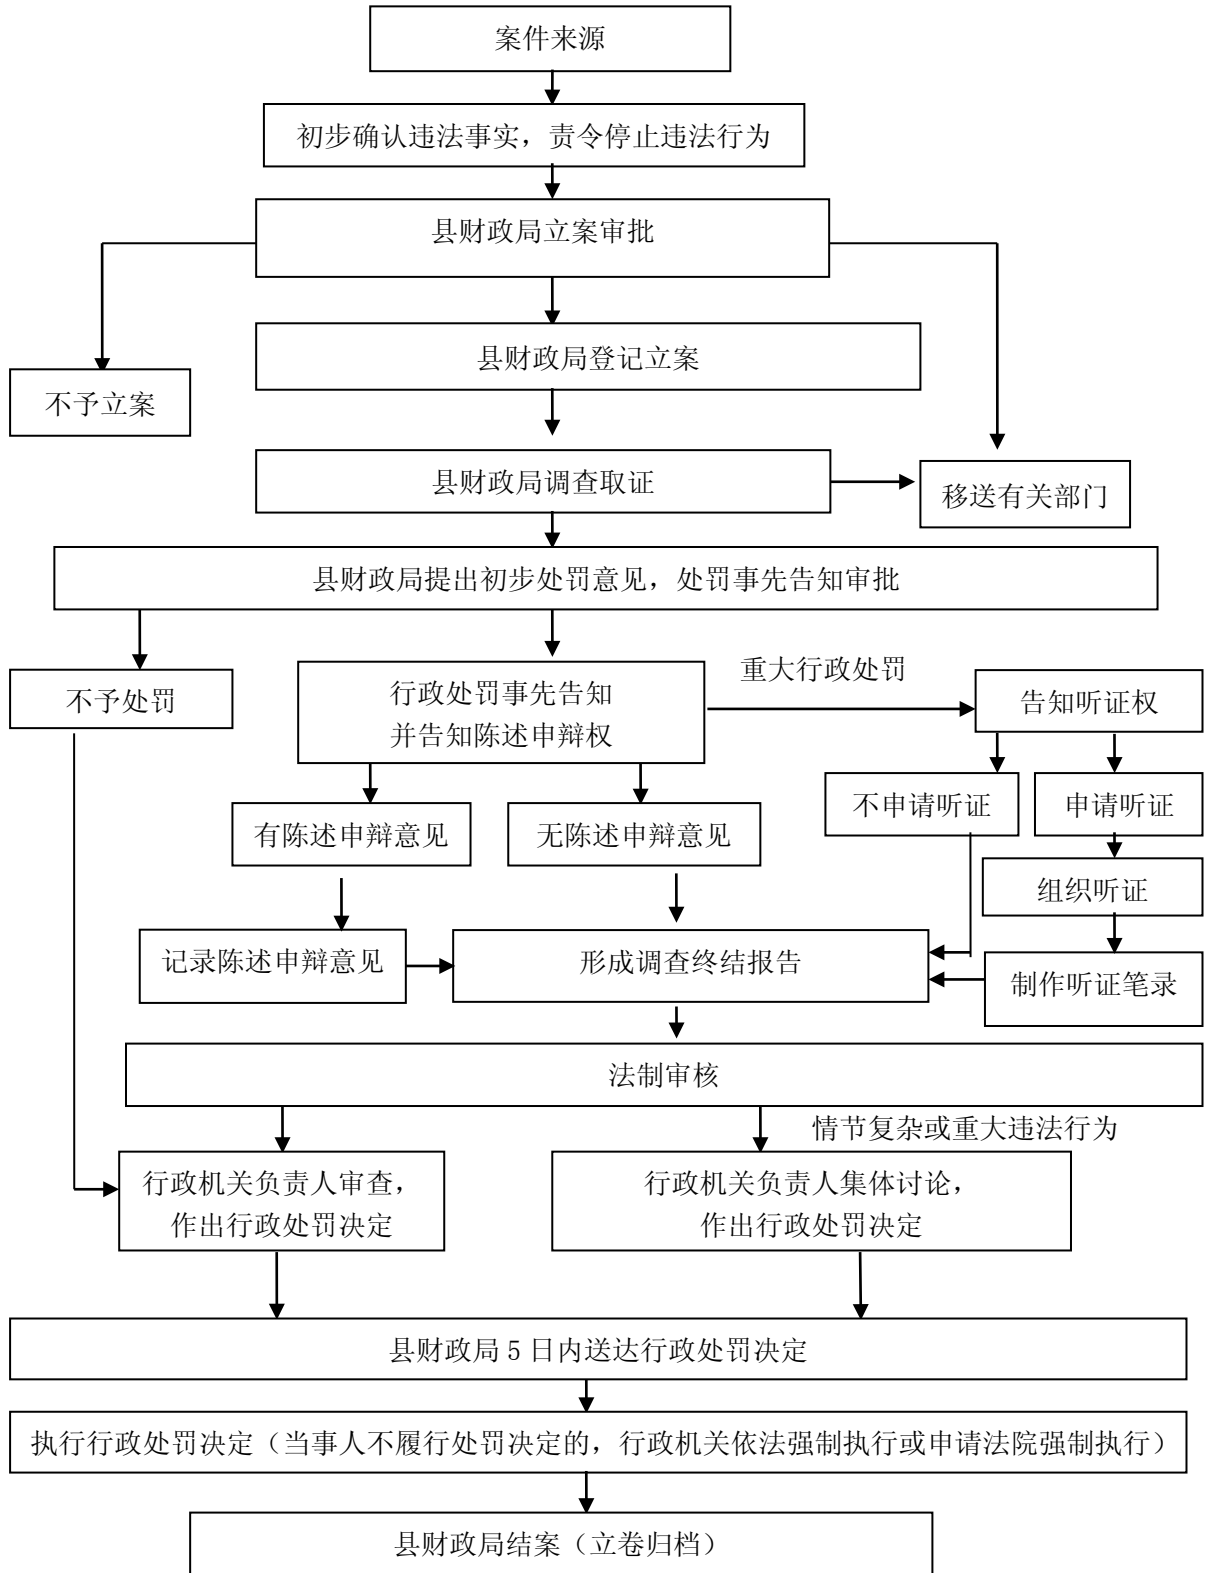 案件来源
初步确认违法事实，责令停止违法行为
县财政局立案审批
县财政局登记立案
不予立案
县财政局调查取证
移送有关部门
县财政局提出初步处罚意见，处罚事先告知审批
不予处罚
行政处罚事先告知
并告知陈述申辩权
重大行政处罚
告知听证权
有陈述申辩意见
无陈述申辩意见
不申请听证
申请听证
组织听证
记录陈述申辩意见
形成调查终结报告
制作听证笔录
法制审核
情节复杂或重大违法行为
行政机关负责人审查，
作出行政处罚决定
行政机关负责人集体讨论，
作出行政处罚决定
县财政局 5 日内送达行政处罚决定
执行行政处罚决定（当事人不履行处罚决定的，行政机关依法强制执行或申请法院强制执行）
县财政局结案（立卷归档）